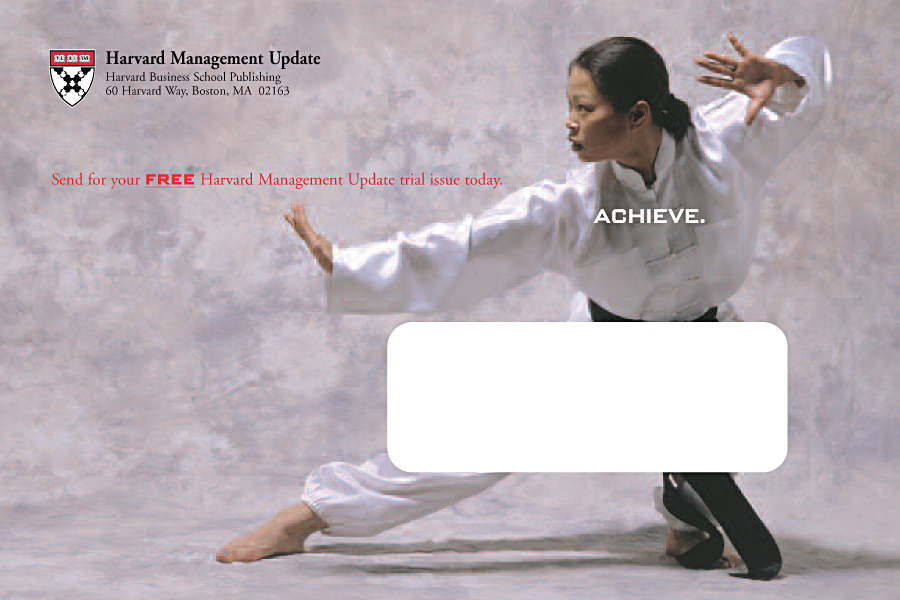 Harvard Management Update
Harvard Business School Publishing
60 Harvard Way, Boston, MA 02163
Send for your FREE Harvard Management Update trial issue today.
ACHIEVE.